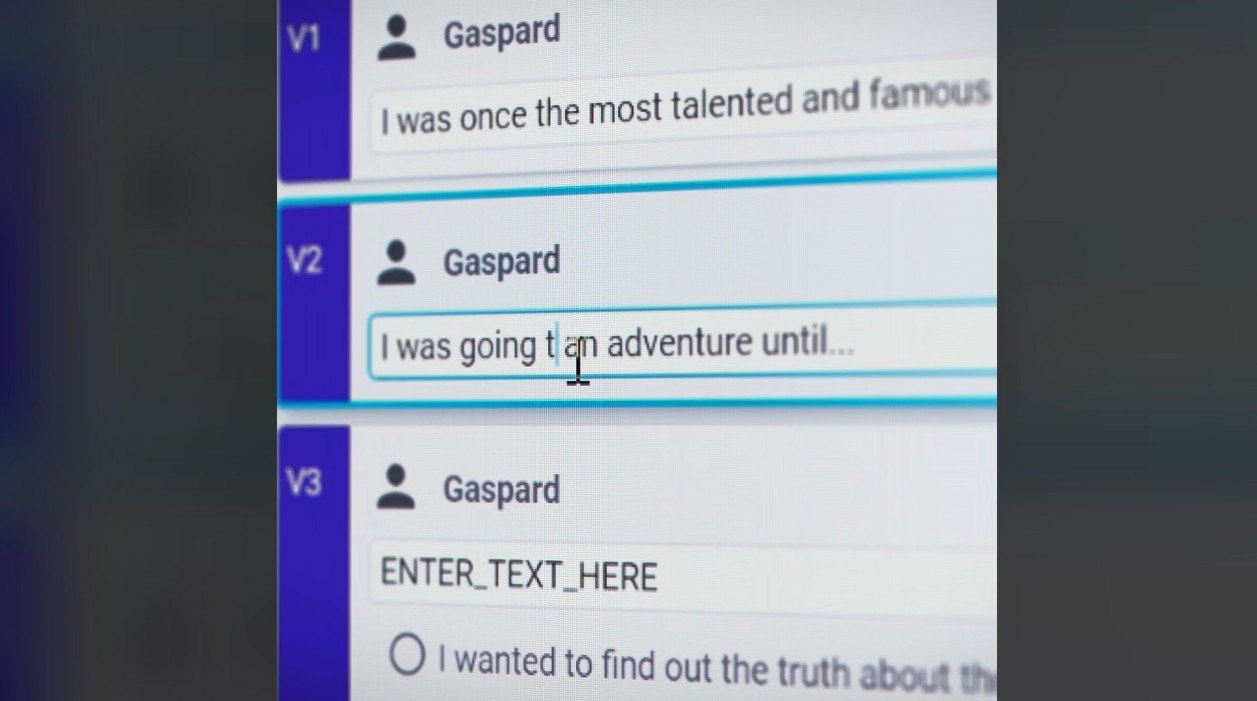 V1
Gaspard
I was once the most talented and famous
V2
Gaspard
I was going t an adventure until...
V3
Gaspard
ENTER_TEXT_HERE
I wanted to find out the truth about the